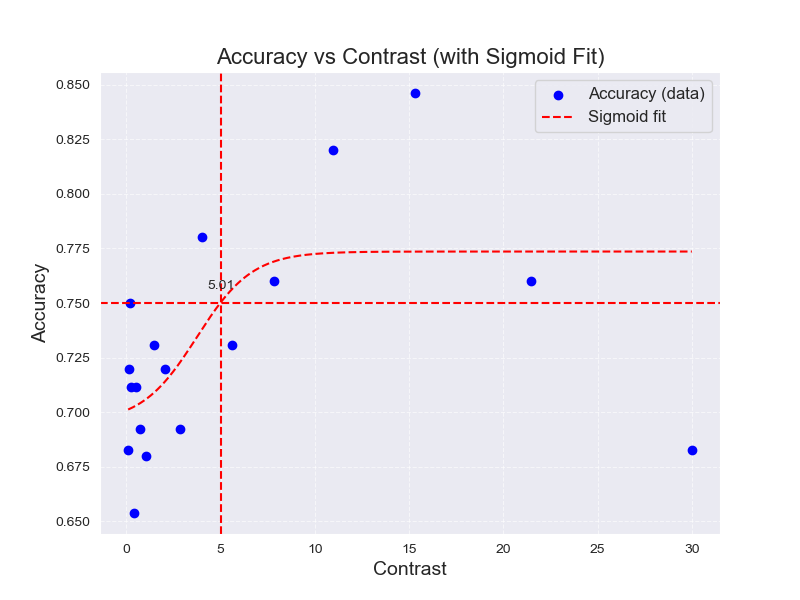 Accuracy vs Contrast (with Sigmoid Fit)
Accuracy (data)
Sigmoid fit
0.850
0.825
0.800
0.775
0.750
0.725
0.700
0.675
0.650
Accuracy
5.01
0 5 10 15 20 25 30
Contrast